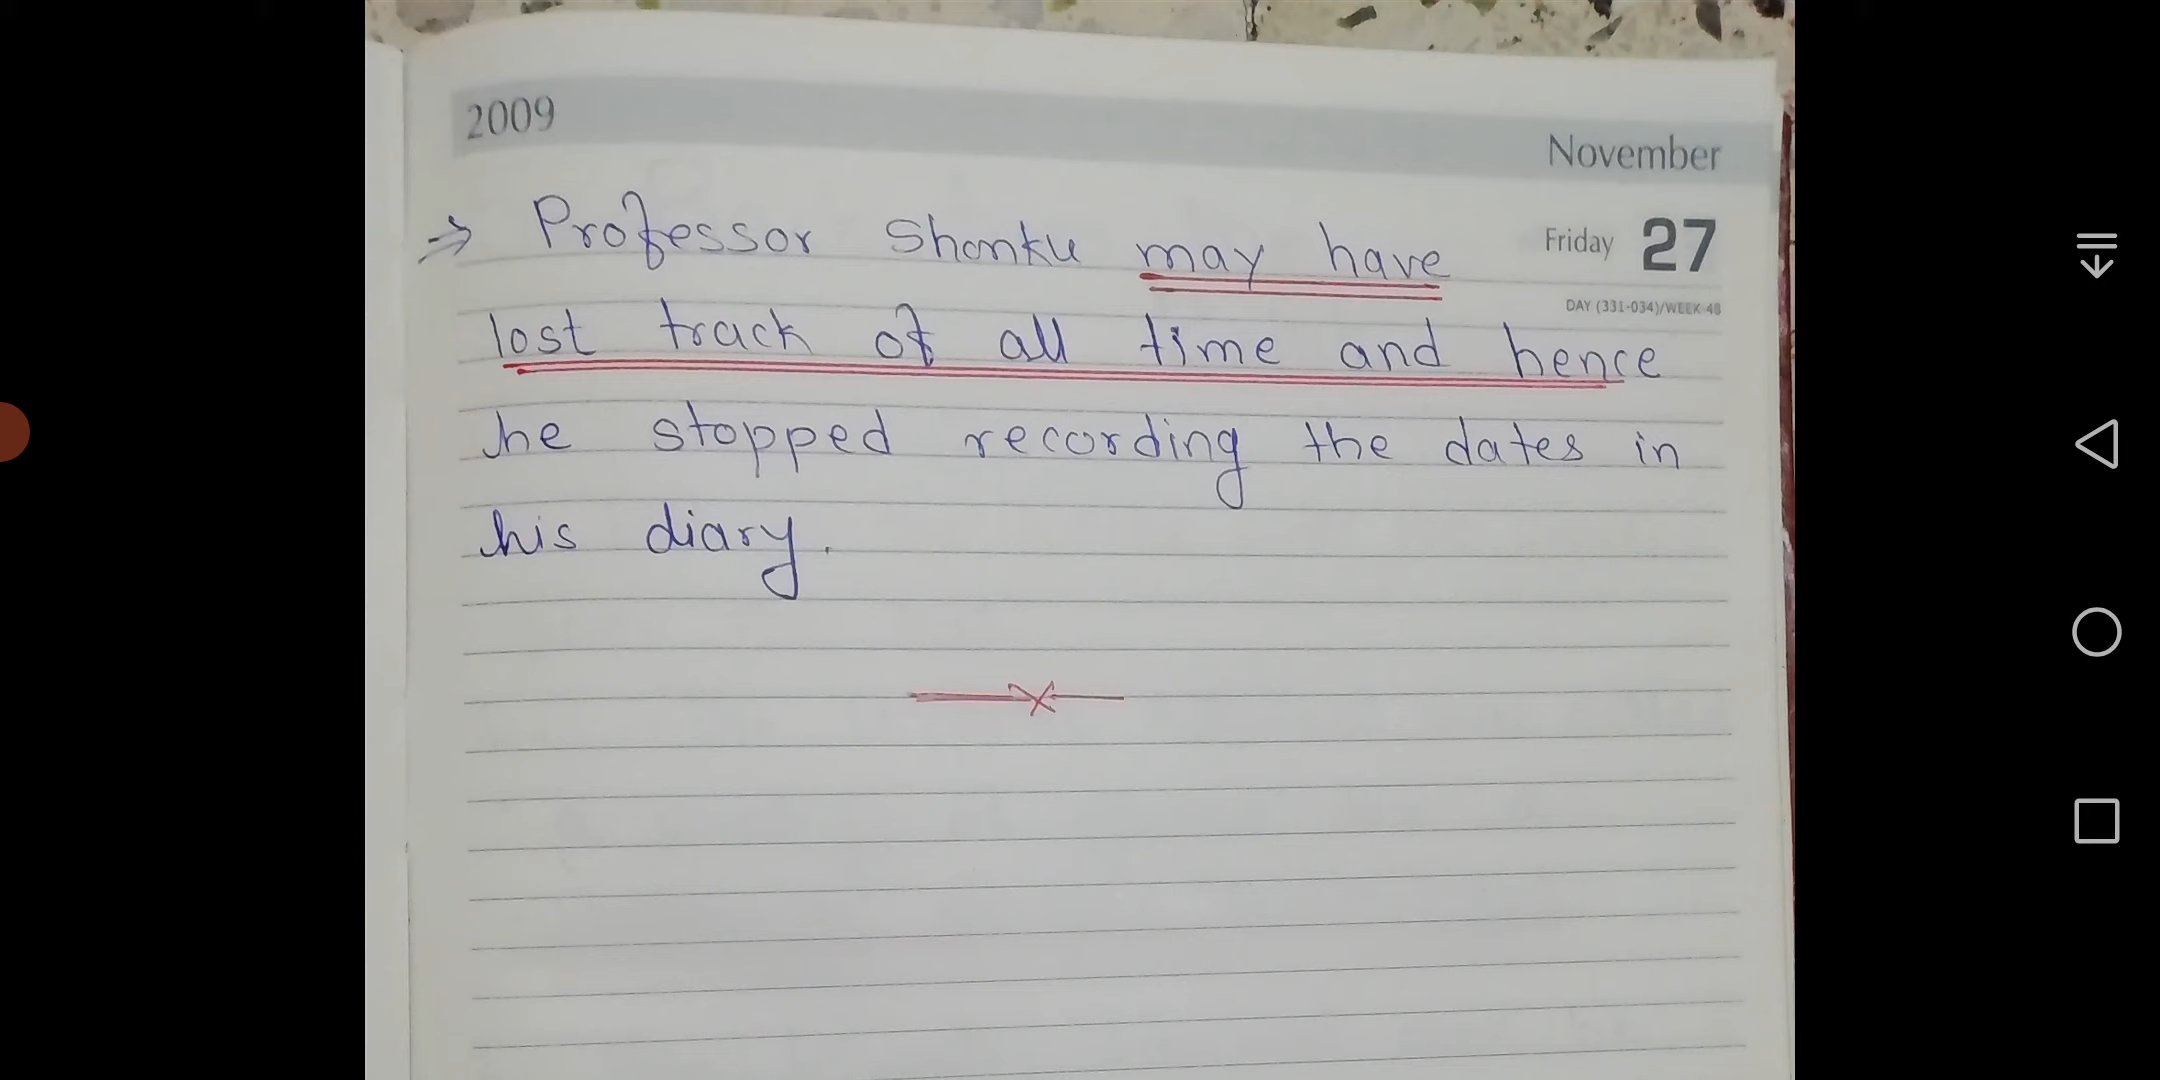 2009
November
Friday 27
DAY (331-034)/WEEK-48
⇒ Professor Shonku may have
lost track of all time and hence
he stopped recording the dates in
his diary.